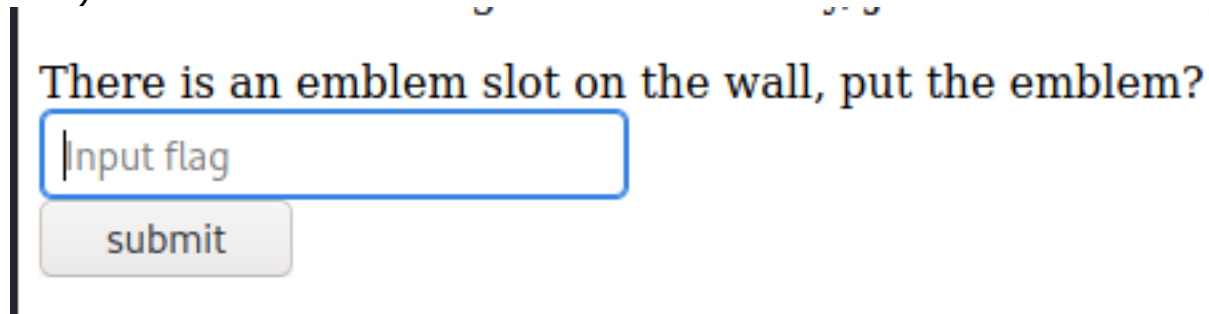 There is an emblem slot on the wall, put the emblem?
Input flag
submit